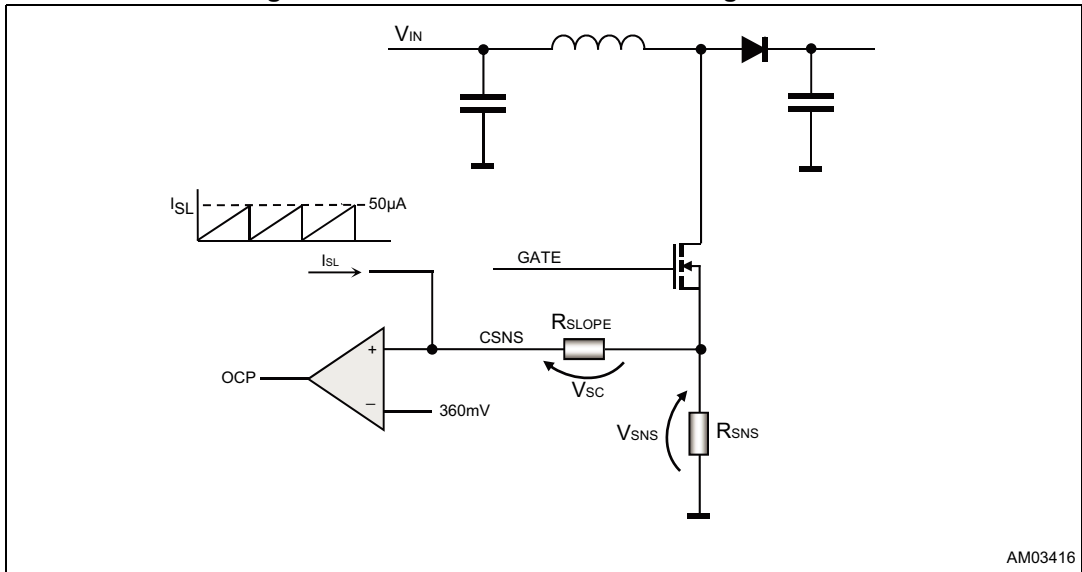 VIN
ISL
50µA
ISL
GATE
RSLOPE
CSNS
+
OCP
VSC
–
360mV
VSNS
RSNS
AM03416